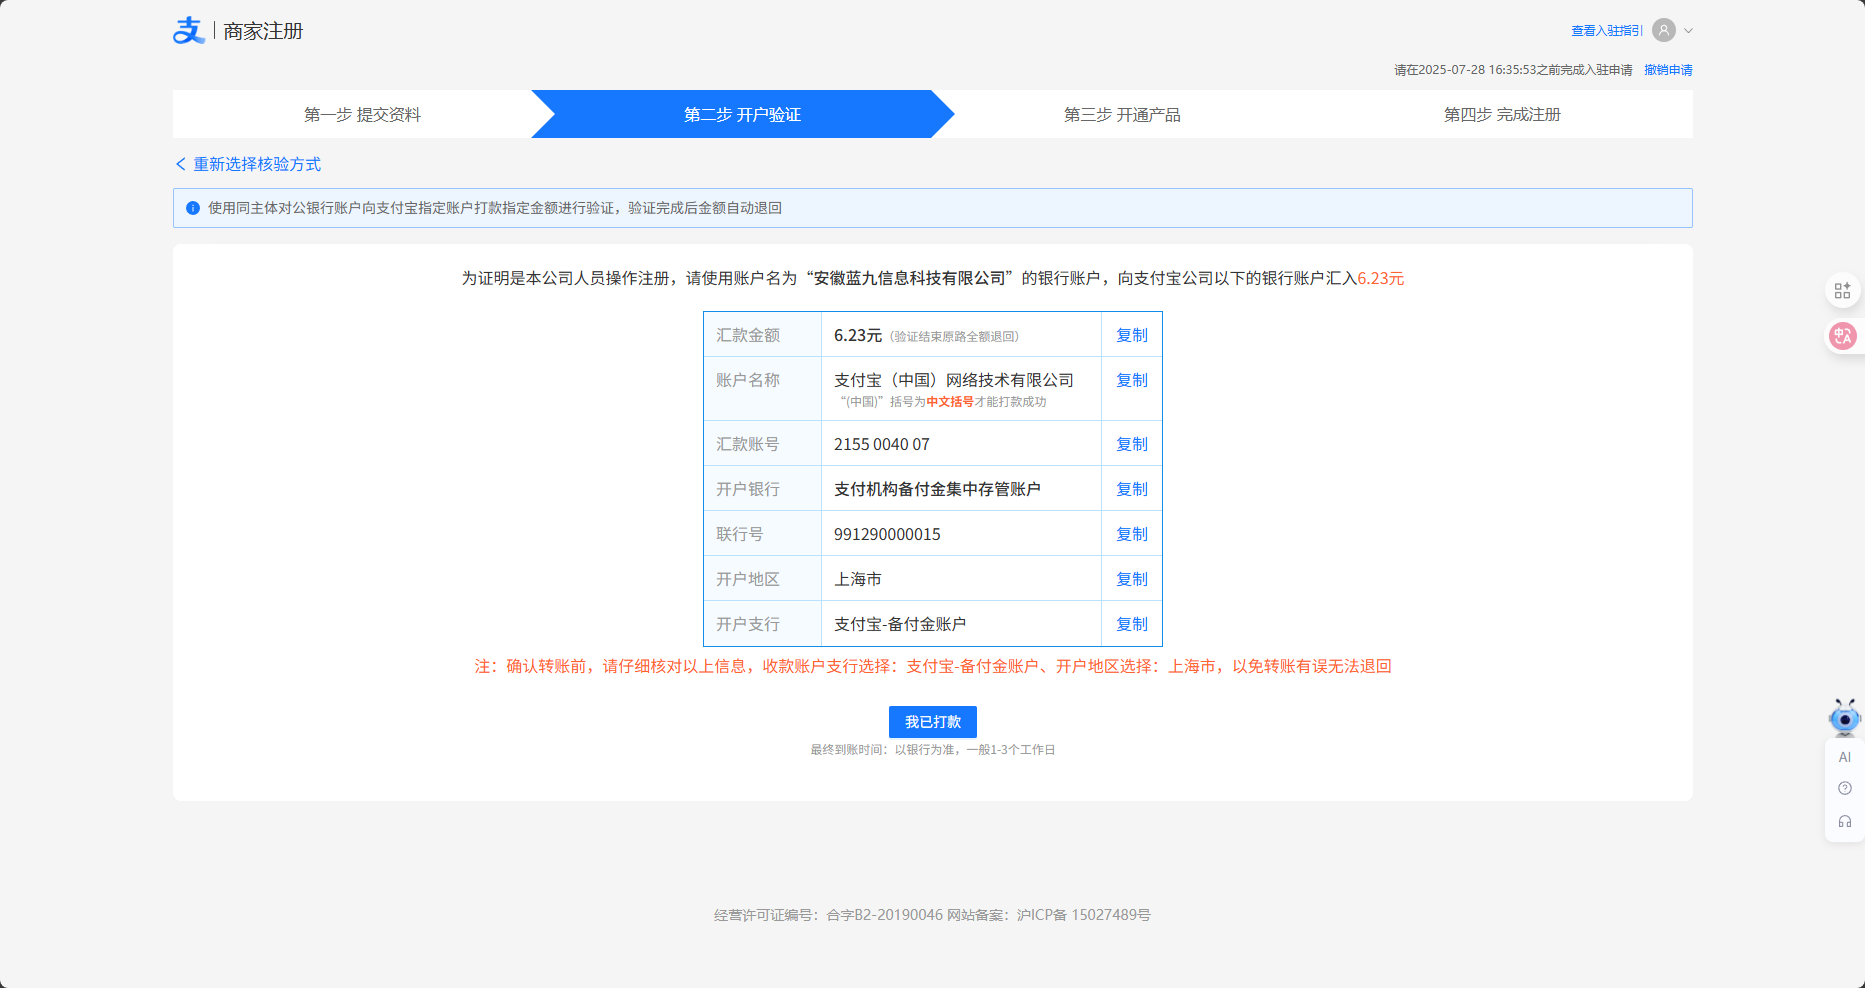 支 商家注册
查看入驻指引
请在2025-07-28 16:35:53之前完成入驻申请 撤销申请
第一步 提交资料 第二步 开户验证 第三步 开通产品 第四步 完成注册
重新选择核验方式
使用同主体对公银行账户向支付宝指定账户打款指定金额进行验证，验证完成后金额自动退回
为证明是本公司人员操作注册，请使用账户名为“安徽蓝九信息科技有限公司”的银行账户，向支付宝公司以下的银行账户汇入6.23元
汇款金额 6.23元（验证结束原路全额退回） 复制
账户名称 支付宝（中国）网络技术有限公司 复制
“(中国)”括号为中文括号才能打款成功
汇款账号 2155 0040 07 复制
开户银行 支付机构备付金集中存管账户 复制
联行号 991290000015 复制
开户地区 上海市 复制
开户支行 支付宝-备付金账户 复制
注：确认转账前，请仔细核对以上信息，收款账户支行选择：支付宝-备付金账户、开户地区选择：上海市，以免转账有误无法退回
我已打款
最终到账时间：以银行为准，一般1-3个工作日
中A
AI
经营许可证编号：合字B2-20190046 网站备案：沪ICP备 15027489号